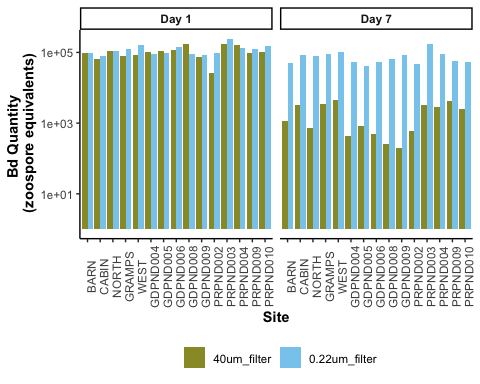 Day 1 Day 7
Bd Quantity
(zoospore equivalents)
1e+05
1e+03
1e+01
BARN CABIN NORTH GRAMPS WEST GDPND004 GDPND005 GDPND006 GDPND008 GDPND009 PRPND002 PRPND003 PRPND004 PRPND009 PRPND010
BARN CABIN NORTH GRAMPS WEST GDPND004 GDPND005 GDPND006 GDPND008 GDPND009 PRPND002 PRPND003 PRPND004 PRPND009 PRPND010
Site
40um_filter 0.22um_filter